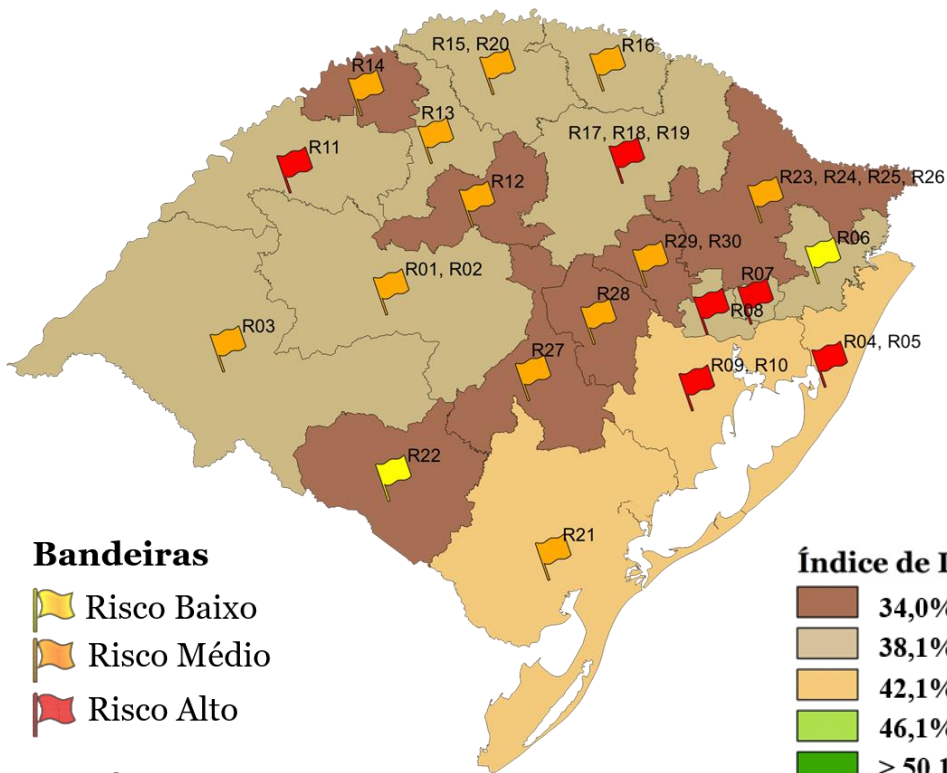 R15, R20
R16
R14
R13
R17, R18, R19
R11
R12
R23, R24, R25, R26
R06
R29, R30
R01, R02
R07
R08
R28
R03
R04, R05
R27
R09, R10
R22
R21
Bandeiras
Risco Baixo
Risco Médio
Risco Alto
Índice de
34,0%
38,1%
42,1%
46,1%
> 50,1